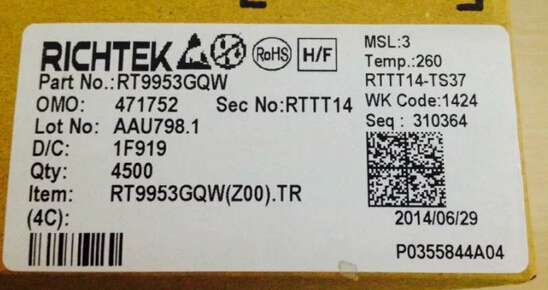 RICHTEK RoHS H/F
Part No.:RT9953GQW
OMO: 471752 Sec No:RTTT14
Lot No: AAU798.1
D/C: 1F919
Qty: 4500
Item: RT9953GQW(Z00).TR
(4C):
MSL:3
Temp.:260
RTTT14-TS37
WK Code:1424
Seq : 310364
2014/06/29
P0355844A04